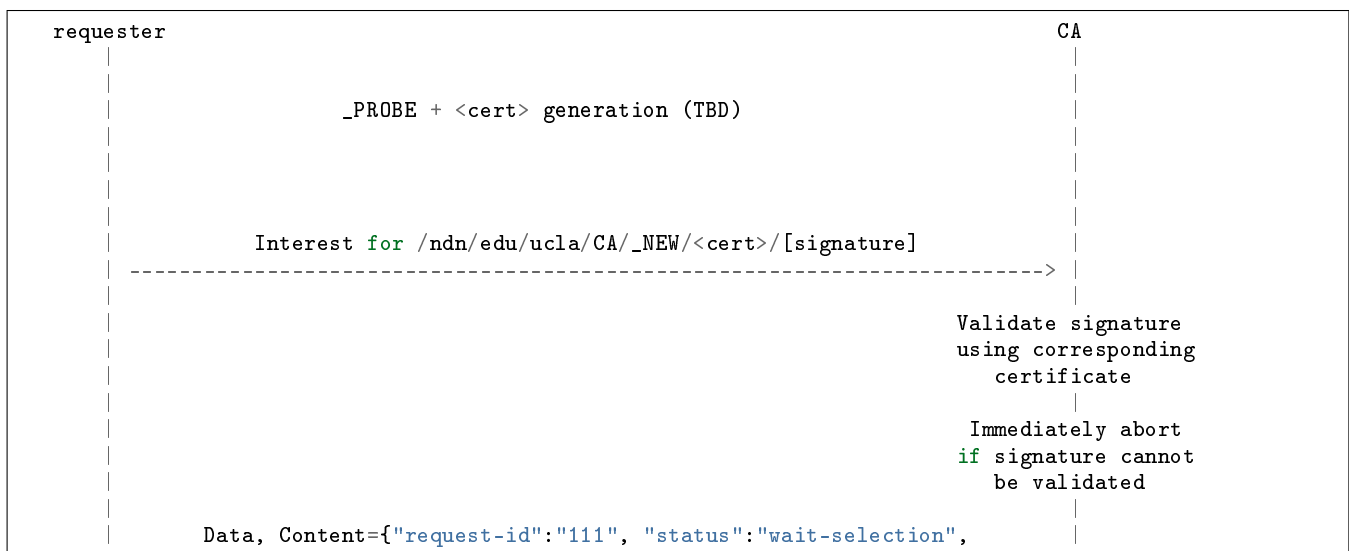 requester CA
_PROBE + <cert> generation (TBD)
Interest for /ndn/edu/ucla/CA/_NEW/<cert>/[signature]
----------------------------------------------------------------------------->
Validate signature
using corresponding
certificate
Immediately abort
if signature cannot
be validated
Data, Content={"request-id":"111", "status":"wait-selection",